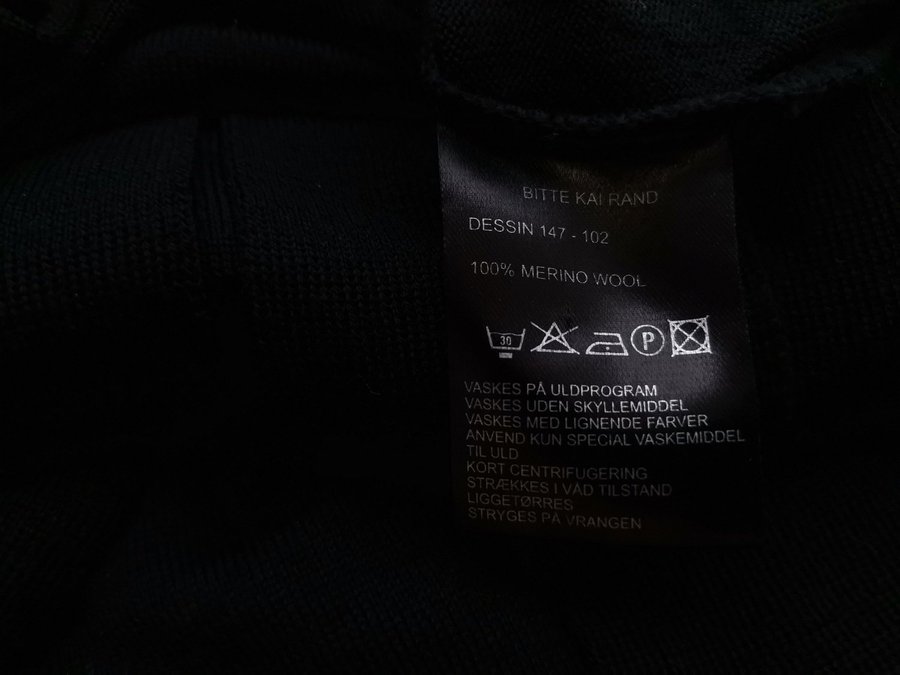 BITTE KAI RAND
DESSIN 147 - 102
100% MERINO WOOL
30 P
VASKES PÅ ULDPROGRAM
VASKES UDEN SKYLLEMIDDEL
VASKES MED LIGNENDE FARVER
ANVEND KUN SPECIAL VASKEMIDDEL
TIL ULD
KORT CENTRIFUGERING
STRÆKKES I VÅD TILSTAND
LIGGETØRRES
STRYGES PÅ VRANGEN